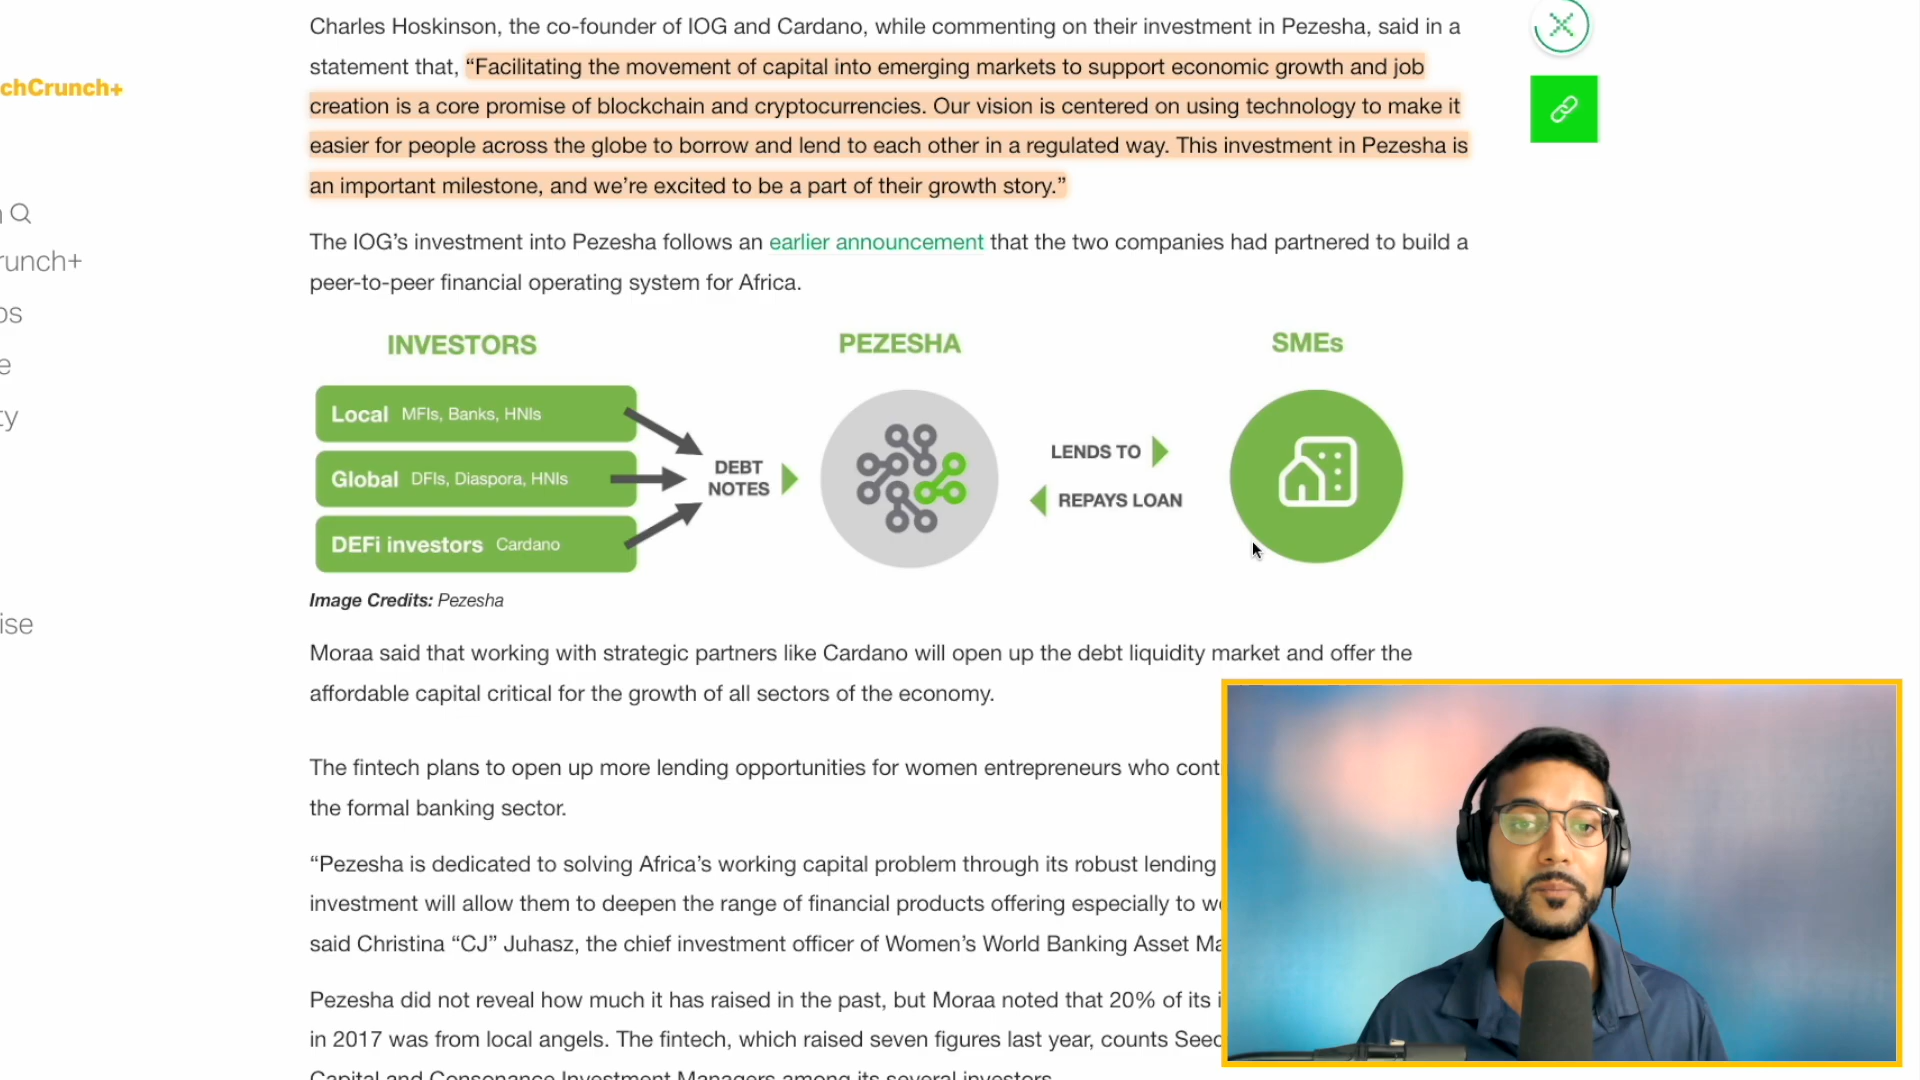 Charles Hoskinson, the co-founder of IOG and Cardano, while commenting on their investment in Pezesha, said in a
statement that, “Facilitating the movement of capital into emerging markets to support economic growth and job
creation is a core promise of blockchain and cryptocurrencies. Our vision is centered on using technology to make it
easier for people across the globe to borrow and lend to each other in a regulated way. This investment in Pezesha is
an important milestone, and we’re excited to be a part of their growth story.”
chCrunch+
runch+
os
e
ty
ise
The IOG’s investment into Pezesha follows an earlier announcement that the two companies had partnered to build a
peer-to-peer financial operating system for Africa.
INVESTORS
PEZESHA
SMEs
Local MFIs, Banks, HNIs
Global DFIs, Diaspora, HNIs
DEFi investors Cardano
DEBT
NOTES
LENDS TO
REPAYS LOAN
Image Credits: Pezesha
Moraa said that working with strategic partners like Cardano will open up the debt liquidity market and offer the
affordable capital critical for the growth of all sectors of the economy.
The fintech plans to open up more lending opportunities for women entrepreneurs who cont
the formal banking sector.
“Pezesha is dedicated to solving Africa’s working capital problem through its robust lending
investment will allow them to deepen the range of financial products offering especially to
said Christina “CJ” Juhasz, the chief investment officer of Women’s World Banking Asset Ma
Pezesha did not reveal how much it has raised in the past, but Moraa noted that 20% of its
in 2017 was from local angels. The fintech, which raised seven figures last year, counts Seed
Capital and Consonance Investment Managers among its several investors